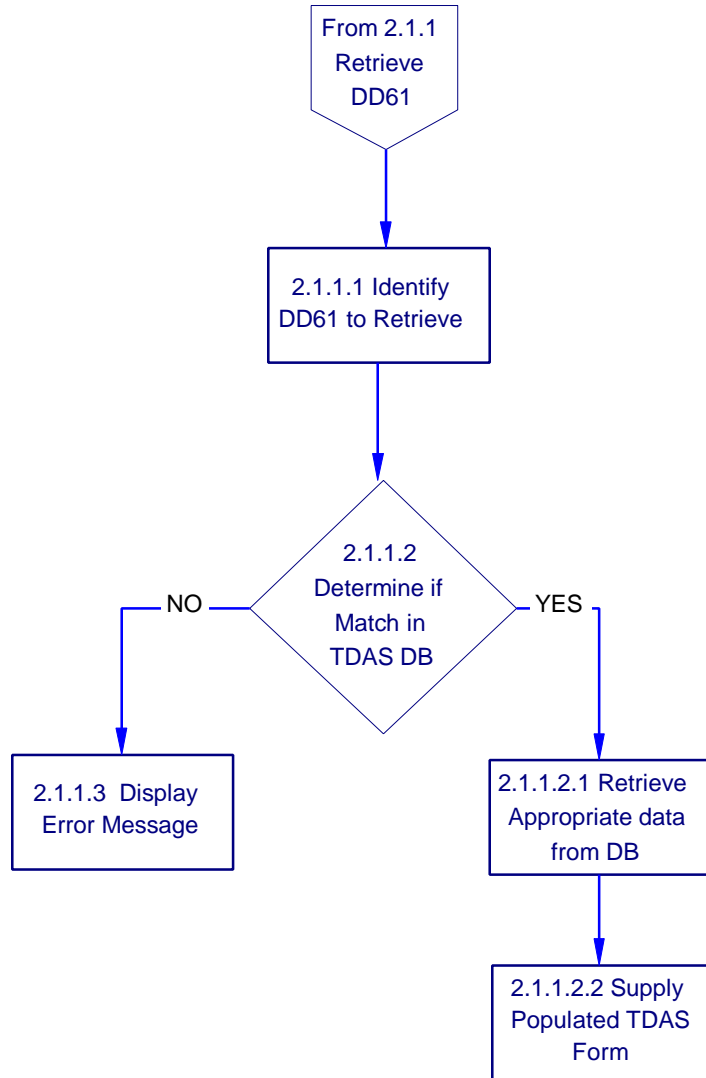 From 2.1.1
Retrieve
DD61
2.1.1.1 Identify
DD61 to Retrieve
2.1.1.2
Determine if
Match in
TDAS DB
NO
YES
2.1.1.3 Display
Error Message
2.1.1.2.1 Retrieve
Appropriate data
from DB
2.1.1.2.2 Supply
Populated TDAS
Form